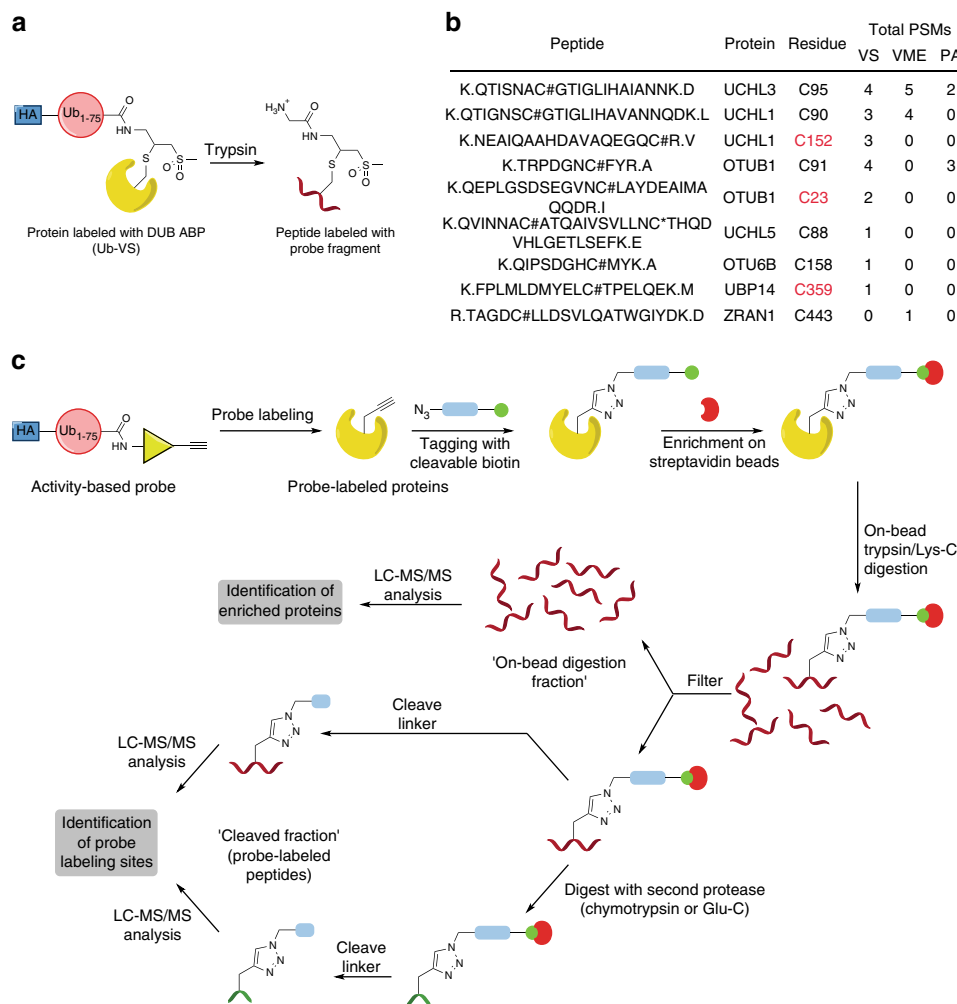 a
HA
Ub1-75
O
HN
S
S
O
O
Protein labeled with DUB ABP
(Ub-VS)
Trypsin
H3N+
O
HN
S
S
O
O
Peptide labeled with
probe fragment
b
Total PSMs
Peptide Protein Residue VS VME PA
K.QTISNAC#GTIGLIHAIANNK.D UCHL3 C95 4 5 2
K.QTIGNSC#GTIGLIHAVANNQDK.L UCHL1 C90 3 4 0
K.NEAIQAAHDAVAQEGQC#R.V UCHL1 C152 3 0 0
K.TRPDGNC#FYR.A OTUB1 C91 4 0 3
K.QEPLGSDSEGVNC#LAYDEAIMA
QQDR.I OTUB1 C23 2 0 0
K.QVINNAC#ATQAIVSVLLNC*THQD
VHLGETLSEFK.E UCHL5 C88 1 0 0
K.QIPSDGHC#MYK.A OTU6B C158 1 0 0
K.FPLMLDMYELC#TPELQEK.M UBP14 C359 1 0 0
R.TAGDC#LLDSVLQATWGIYDK.D ZRAN1 C443 0 1 0
c
HA
Ub1-75
O
HN
Activity-based probe
Probe labeling
Probe-labeled proteins
N3
Tagging with
cleavable biotin
N
N
N
Enrichment on
streptavidin beads
N
N
N
On-bead
trypsin/Lys-C
digestion
N
N
N
Filter
'On-bead digestion
fraction'
LC-MS/MS
analysis
Identification of
enriched proteins
Cleave
linker
N
N
N
N
N
N
LC-MS/MS
analysis
Identification
of probe
labeling sites
'Cleaved fraction'
(probe-labeled
peptides)
Digest with second protease
(chymotrypsin or Glu-C)
LC-MS/MS
analysis
N
N
N
Cleave
linker
N
N
N